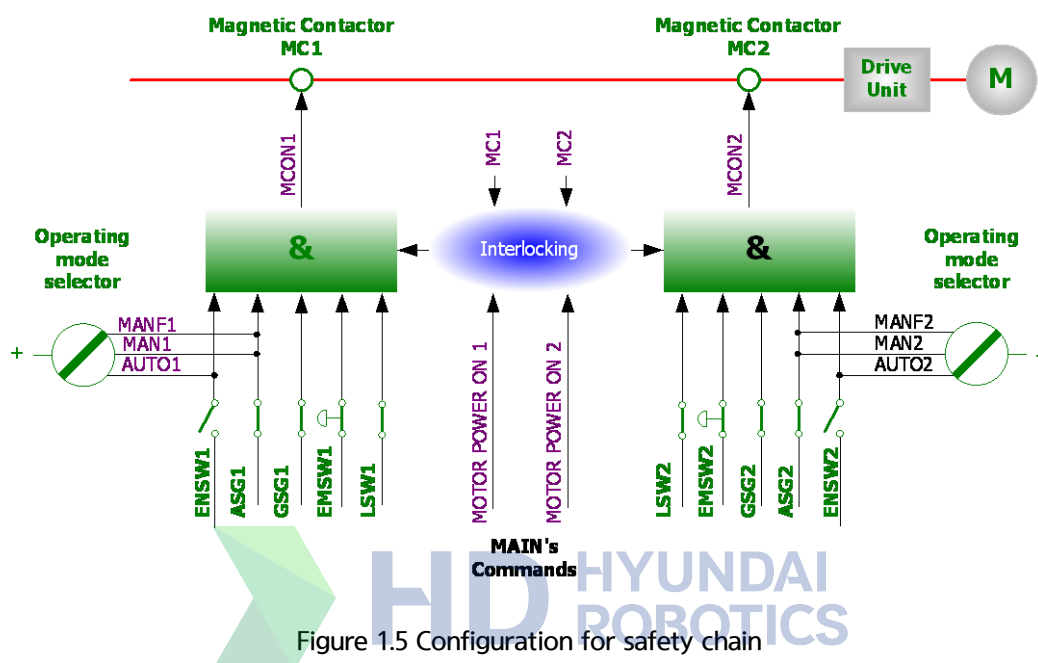 Magnetic Contactor
MC1
Magnetic Contactor
MC2
Drive
Unit
M
MCON1
MC1
MC2
MCON2
Operating
mode
selector
&
Interlocking
&
Operating
mode
selector
+
MANF1
MAN1
AUTO1
MANF2
MAN2
AUTO2
-
ENSW1
ASG1
GSG1
EMSW1
LSW1
MOTOR POWER ON 1
MOTOR POWER ON 2
LSW2
EMSW2
GSG2
ASG2
ENSW2
MAIN's
Commands
HD HYUNDAI
ROBOTICS
Figure 1.5 Configuration for safety chain